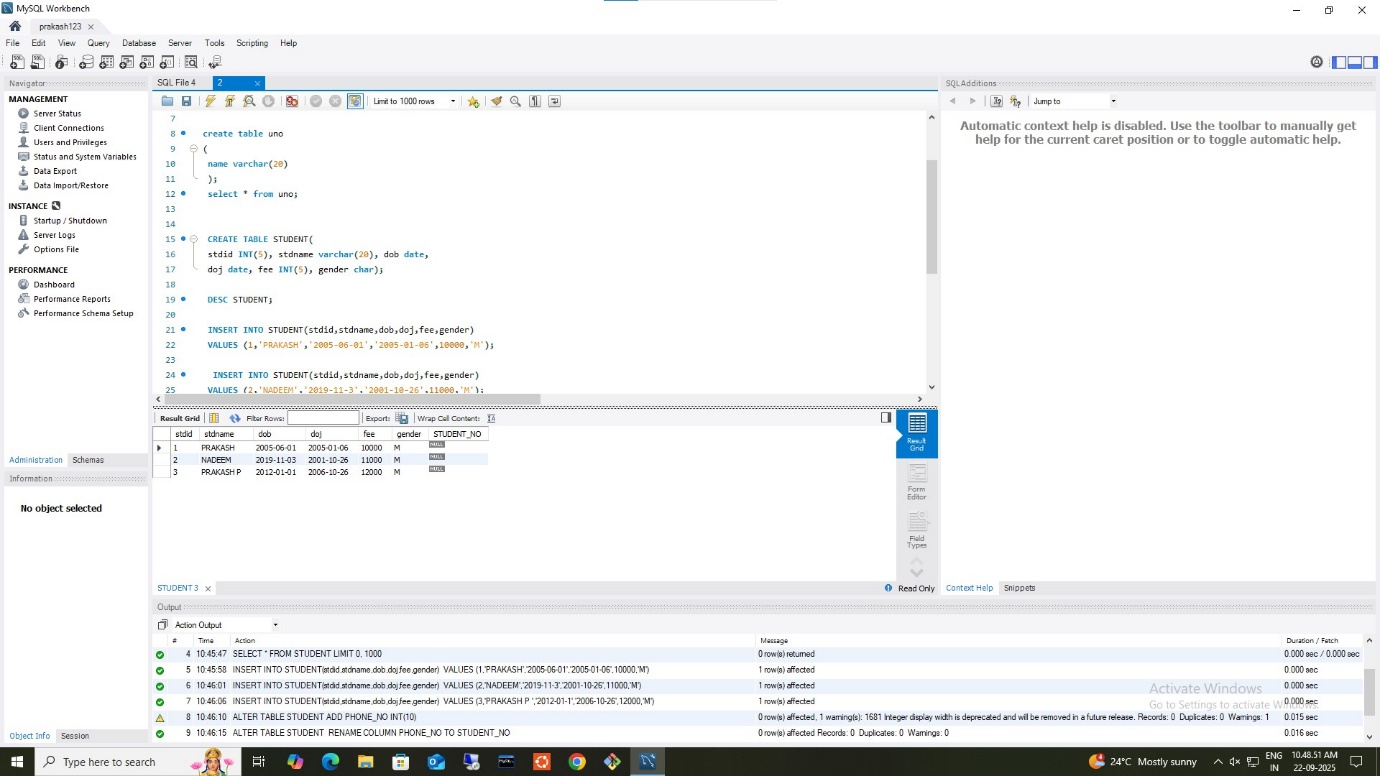 MySQL Workbench
prakash123 ×
File Edit View Query Database Server Tools Scripting Help
Navigator
MANAGEMENT
Server Status
Client Connections
Users and Privileges
Status and System Variables
Data Export
Data Import/Restore
INSTANCE
Startup / Shutdown
Server Logs
Options File
PERFORMANCE
Dashboard
Performance Reports
Performance Schema Setup
Administration Schemas
Information
No object selected
Object Info Session
SQL File 4 2 ×
Limit to 1000 rows
7
8 create table uno
9 (
10 name varchar(20)
11 );
12 select * from uno;
13
14
15 CREATE TABLE STUDENT(
16 stdid INT(5), stdname varchar(20), dob date,
17 doj date, fee INT(5), gender char);
18
19 DESC STUDENT;
20
21 INSERT INTO STUDENT(stdid,stdname,dob,doj,fee,gender)
22 VALUES (1,'PRAKASH','2005-06-01','2005-01-06',10000,'M');
23
24 INSERT INTO STUDENT(stdid,stdname,dob,doj,fee,gender)
25 VALUES (2,'NADEEM','2019-11-3','2001-10-26',11000,'M');
Result Grid Filter Rows: Export: Wrap Cell Content:
stdid stdname dob doj fee gender STUDENT_NO
1 PRAKASH 2005-06-01 2005-01-06 10000 M NULL
2 NADEEM 2019-11-03 2001-10-26 11000 M NULL
3 PRAKASH P 2012-01-01 2006-10-26 12000 M NULL
Result
Grid
Form
Editor
Field
Types
STUDENT 3 × Read Only
SQLAdditions
Jump to
Automatic context help is disabled. Use the toolbar to manually get
help for the current caret position or to toggle automatic help.
Context Help Snippets
Output
Action Output
# Time Action Message Duration / Fetch
4 10:45:47 SELECT * FROM STUDENT LIMIT 0, 1000 0 row(s) returned 0.000 sec / 0.000 sec
5 10:45:58 INSERT INTO STUDENT(stdid,stdname,dob,doj,fee,gender) VALUES (1,'PRAKASH','2005-06-01','2005-01-06',10000,'M') 1 row(s) affected 0.000 sec
6 10:46:01 INSERT INTO STUDENT(stdid,stdname,dob,doj,fee,gender) VALUES (2,'NADEEM','2019-11-3','2001-10-26',11000,'M') 1 row(s) affected 0.000 sec
7 10:46:06 INSERT INTO STUDENT(stdid,stdname,dob,doj,fee,gender) VALUES (3,'PRAKASH P ','2012-01-1','2006-10-26',12000,'M') 1 row(s) affected 0.000 sec
8 10:46:10 ALTER TABLE STUDENT ADD PHONE_NO INT(10) 0 row(s) affected, 1 warning(s): 1681 Integer display width is deprecated and will be removed in a future release. Records: 0 Duplicates: 0 Warnings: 1 0.015 sec
9 10:46:15 ALTER TABLE STUDENT RENAME COLUMN PHONE_NO TO STUDENT_NO 0 row(s) affected Records: 0 Duplicates: 0 Warnings: 0 0.016 sec
Activate Windows
Go to Settings to activate Windows.
Type here to search
24°C Mostly sunny
ENG
IN
10.48.51 AM
22-09-2025